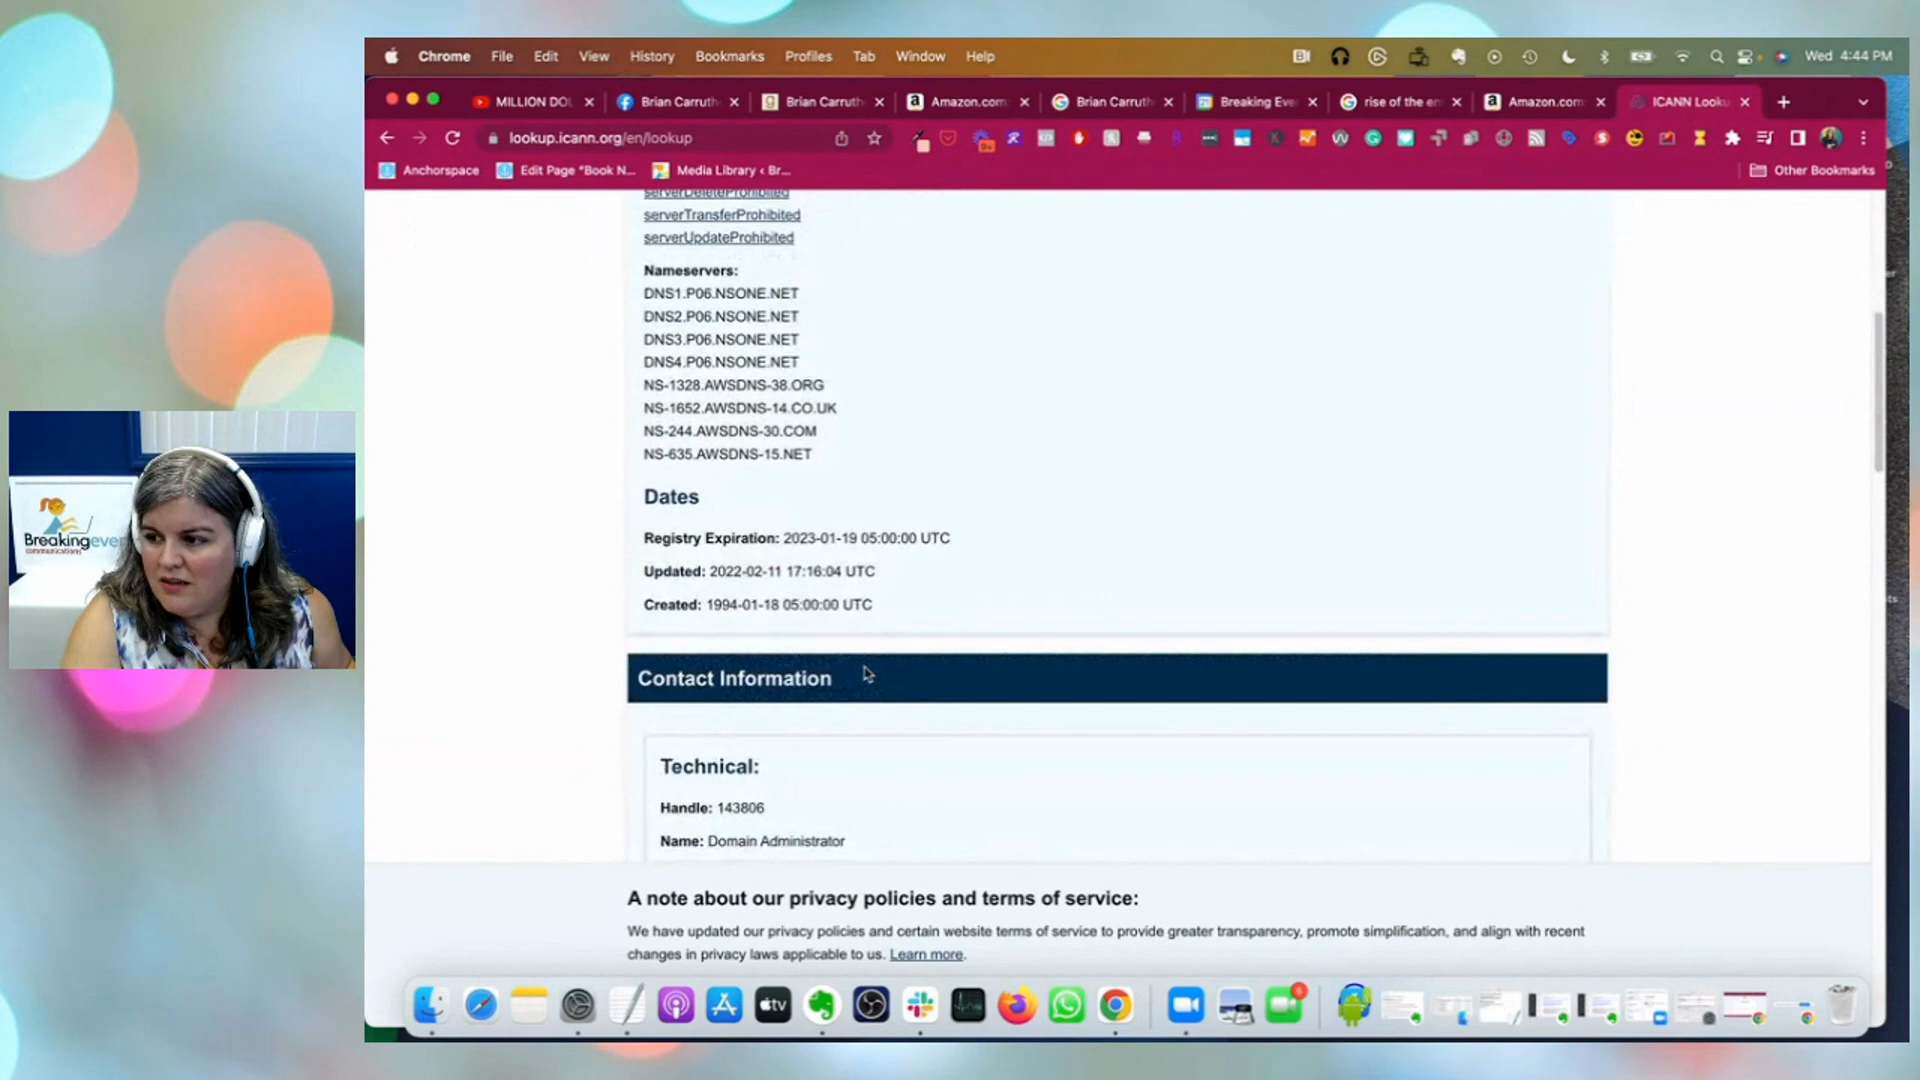 Chrome File Edit View History Bookmarks Profiles Tab Window Help Wed 4:44 PM
MILLION DOL Brian Carruth Brian Carruth Amazon.com Brian Carruth Breaking Eve rise of the en Amazon.com ICANN Looku
lookup.icann.org/en/lookup
Anchorspace Edit Page "Book N... Media Library ‹ Br... Other Bookmarks
serverDeleteProhibited
serverTransferProhibited
serverUpdateProhibited
Nameservers:
DNS1.P06.NSONE.NET
DNS2.P06.NSONE.NET
DNS3.P06.NSONE.NET
DNS4.P06.NSONE.NET
NS-1328.AWSDNS-38.ORG
NS-1652.AWSDNS-14.CO.UK
NS-244.AWSDNS-30.COM
NS-635.AWSDNS-15.NET
Dates
Registry Expiration: 2023-01-19 05:00:00 UTC
Updated: 2022-02-11 17:16:04 UTC
Created: 1994-01-18 05:00:00 UTC
Contact Information
Technical:
Handle: 143806
Name: Domain Administrator
A note about our privacy policies and terms of service:
We have updated our privacy policies and certain website terms of service to provide greater transparency, promote simplification, and align with recent
changes in privacy laws applicable to us. Learn more.
Breakingeven
communications
tv